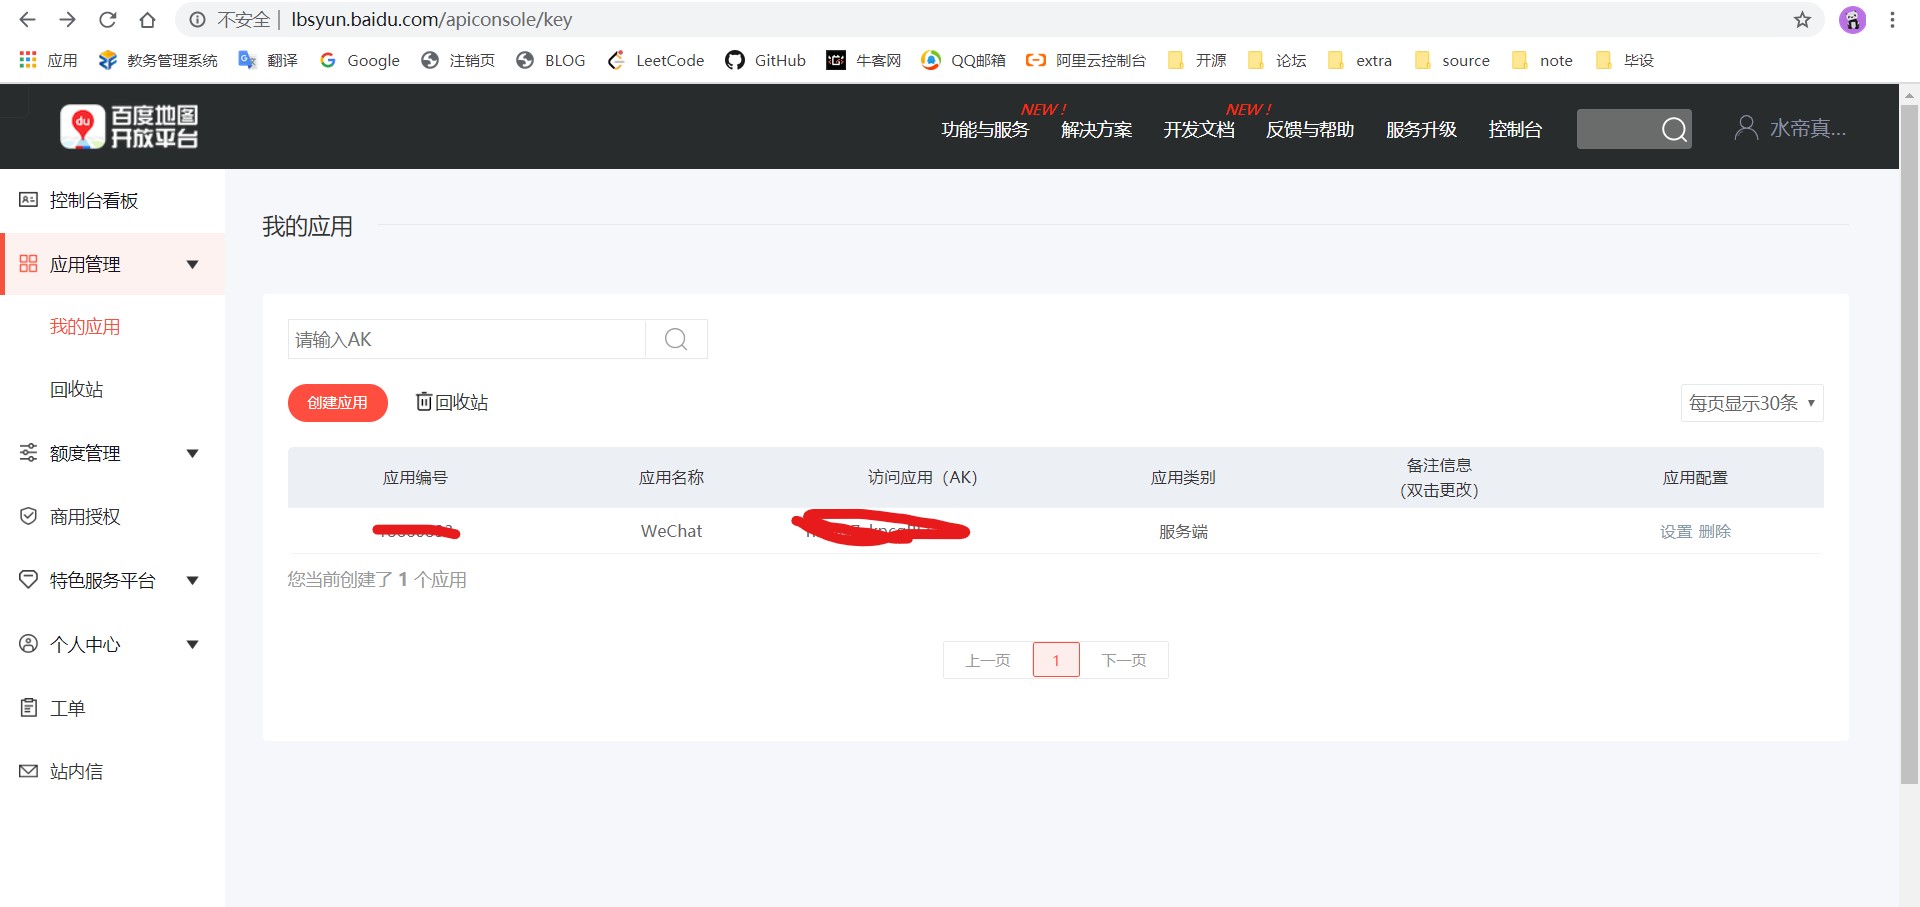 不安全 | lbsyun.baidu.com/apiconsole/key
应用 教务管理系统 翻译 Google 注销页 BLOG LeetCode GitHub 牛客网 QQ邮箱 阿里云控制台 开源 论坛 extra source note 毕设
du 百度地图
开放平台
NEW ! NEW !
功能与服务 解决方案 开发文档 反馈与帮助 服务升级 控制台 水帝真...
控制台看板
应用管理
我的应用
回收站
额度管理
商用授权
特色服务平台
个人中心
工单
站内信
我的应用
请输入AK
创建应用 回收站 每页显示30条
应用编号 应用名称 访问应用（AK） 应用类别 备注信息 应用配置
（双击更改）
WeChat 服务端 设置 删除
您当前创建了 1 个应用
上一页 1 下一页